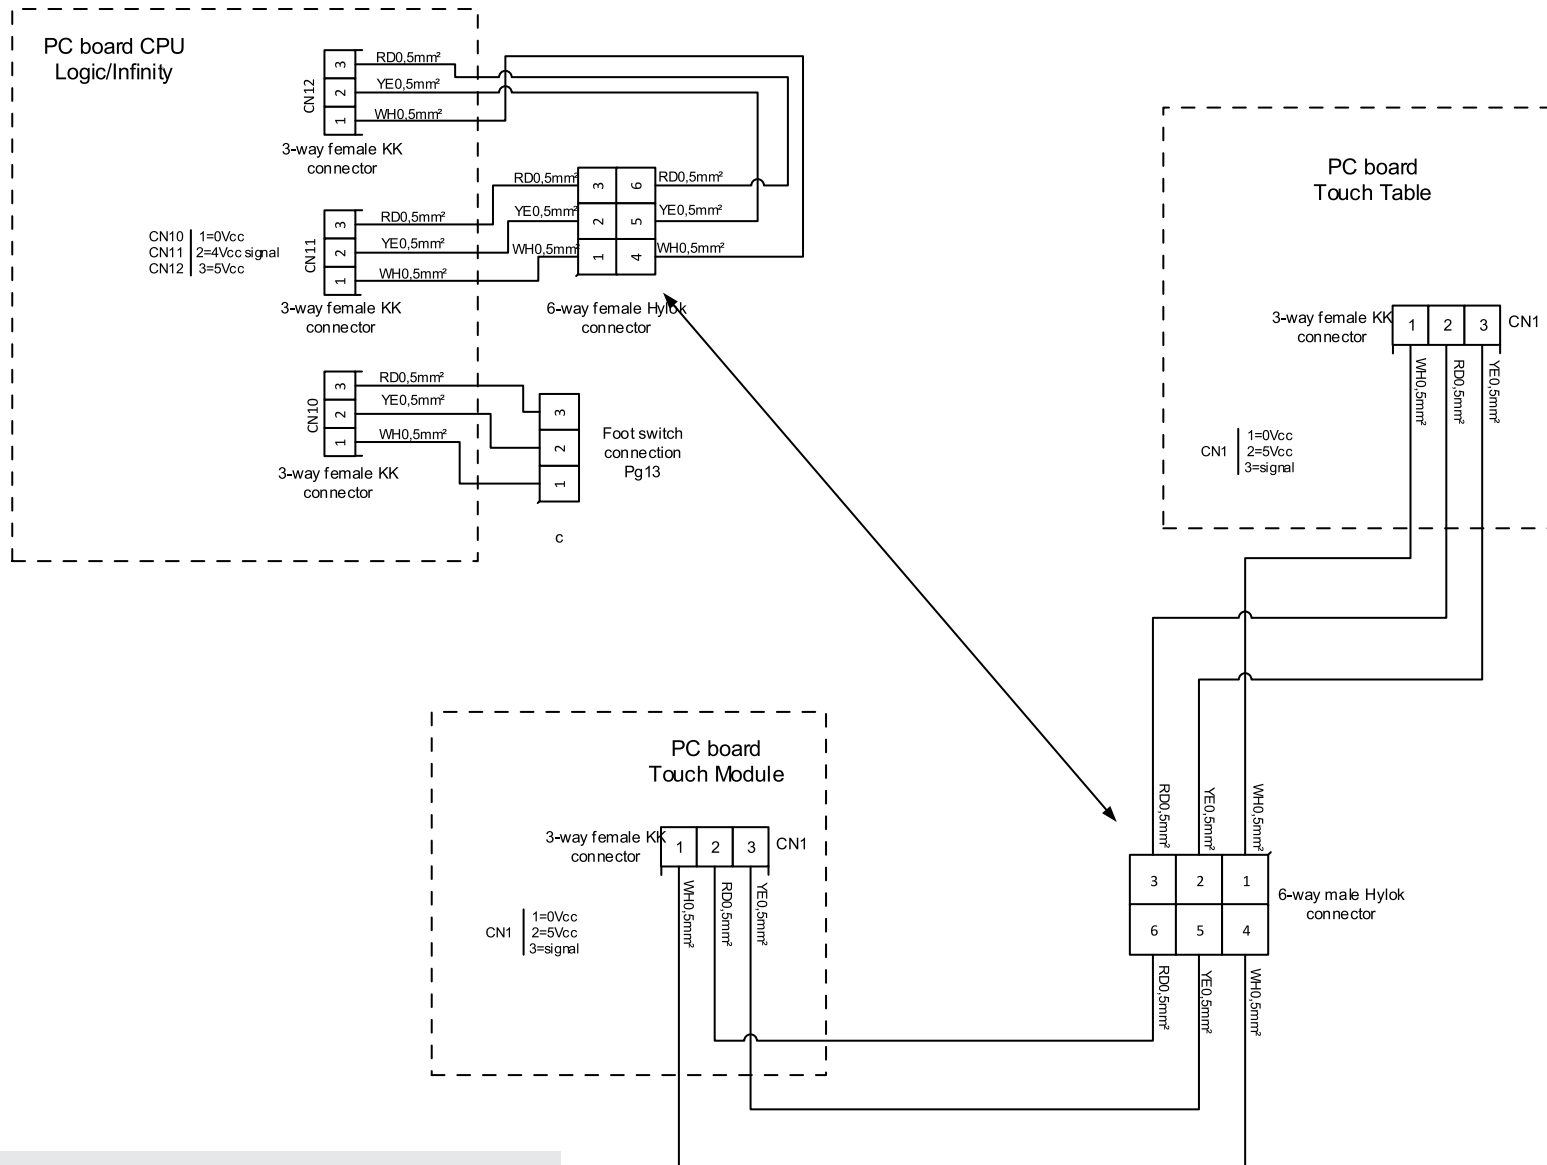 PC board CPU
Logic/Infinity
3
2
1
CN12
RD0,5mm²
YE0,5mm²
WH0,5mm²
3-way female KK
connector
CN10
CN11
CN12
1=0Vcc
2=4Vcc signal
3=5Vcc
3
2
1
CN11
RD0,5mm²
YE0,5mm²
WH0,5mm²
3-way female KK
connector
RD0,5mm²
YE0,5mm²
WH0,5mm²
3 6
2 5
1 4
RD0,5mm²
YE0,5mm²
WH0,5mm²
6-way female Hylok
connector
3
2
1
CN10
RD0,5mm²
YE0,5mm²
WH0,5mm²
3-way female KK
connector
3
2
1
Foot switch
connection
Pg13
c
PC board
Touch Table
3-way female KK
connector
1 2 3
CN1
WH0,5mm²
RD0,5mm²
YE0,5mm²
CN1
1=0Vcc
2=5Vcc
3=signal
PC board
Touch Module
3-way female KK
connector
1 2 3
CN1
WH0,5mm²
RD0,5mm²
YE0,5mm²
CN1
1=0Vcc
2=5Vcc
3=signal
RD0,5mm²
YE0,5mm²
WH0,5mm²
3 2 1
6 5 4
6-way male Hylok
connector
RD0,5mm²
YE0,5mm²
WH0,5mm²